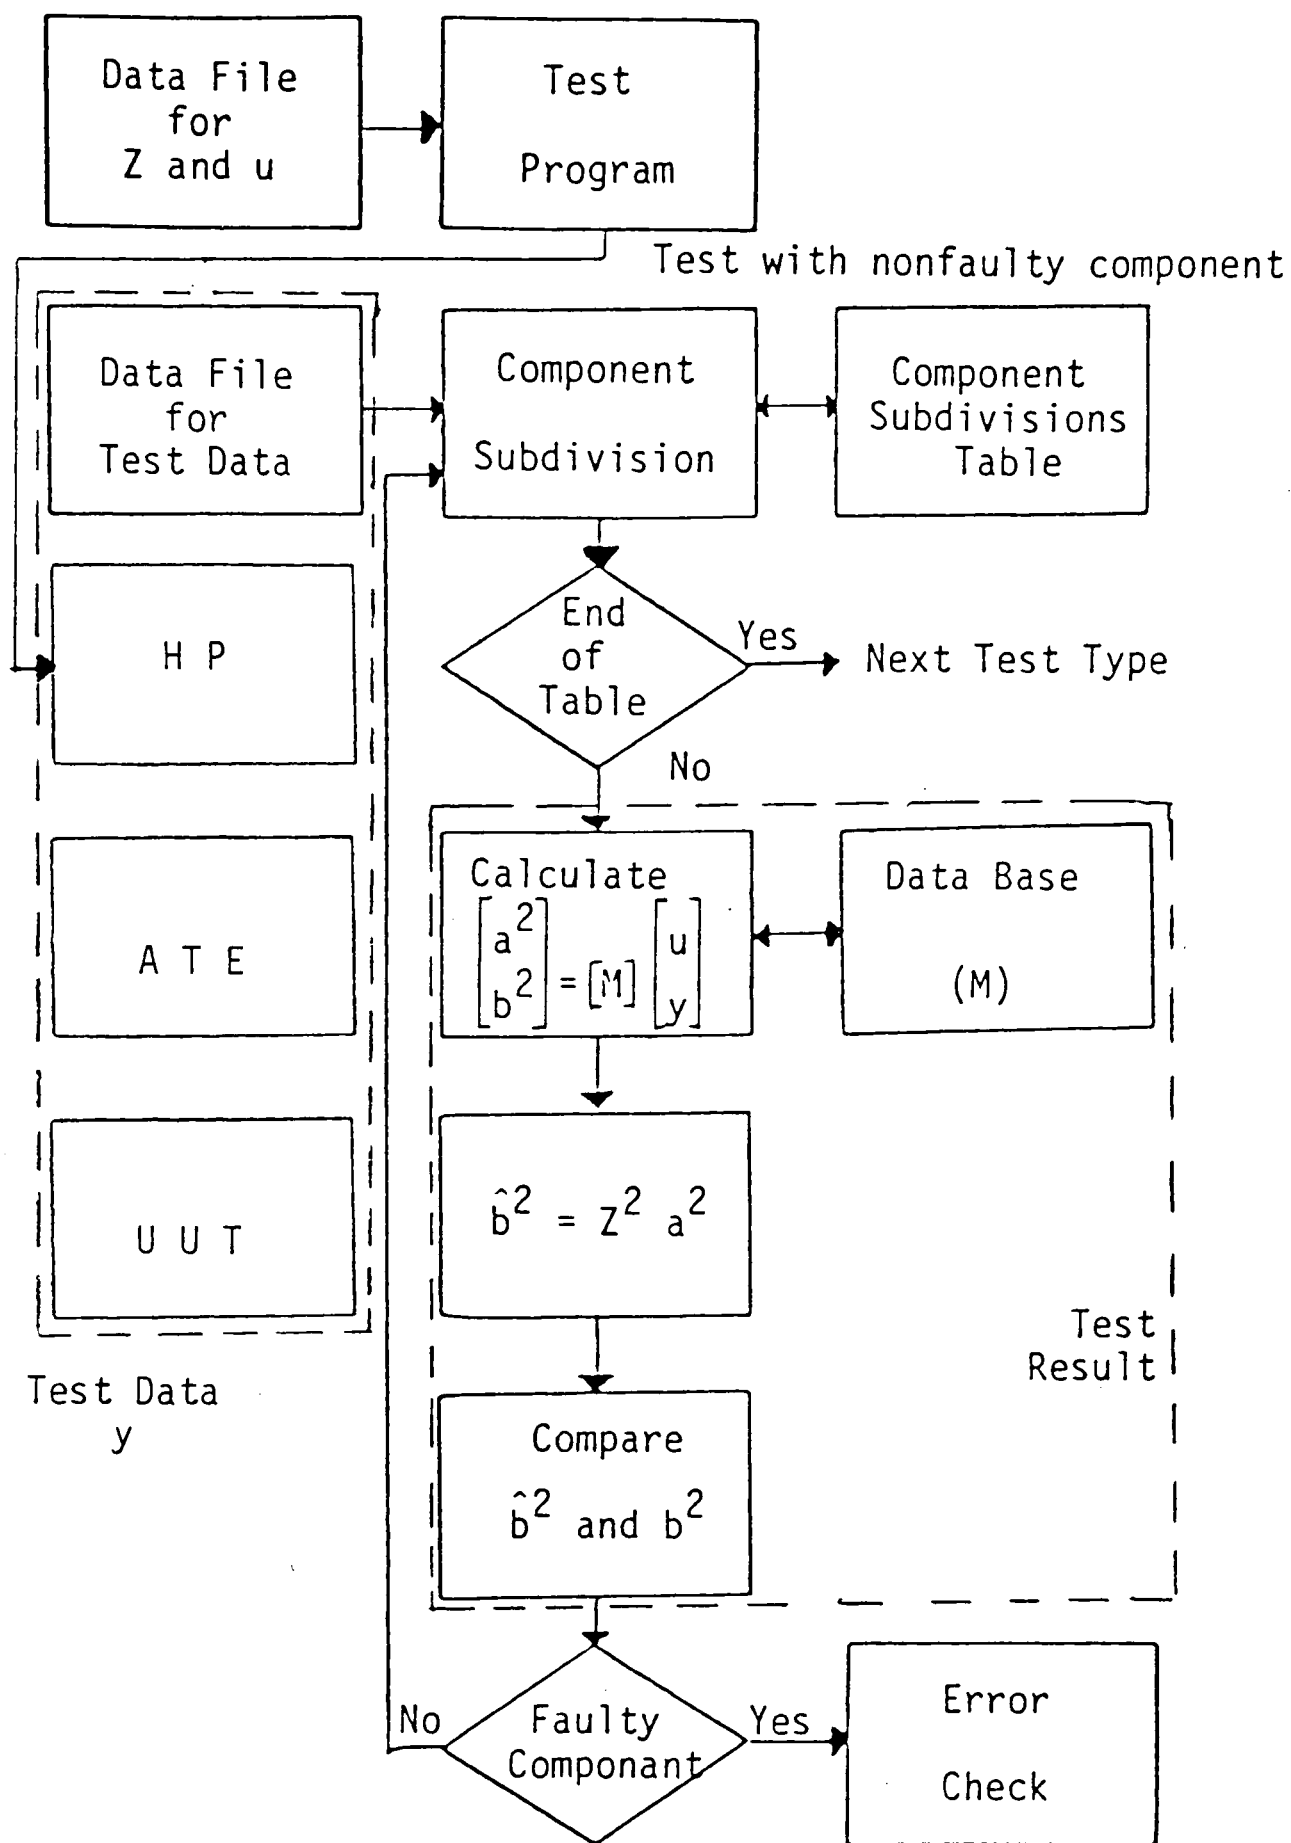 Data File
for
Z and u
Test
Program
Test with nonfaulty component
Data File
for
Test Data
Component
Subdivision
Component
Subdivisions
Table
H P
End
of
Table
Yes
Next Test Type
No
A T E
Calculate
[a² b²] = [M] [u y]
Data Base
(M)
U U T
b̂² = Z² a²
Test
Result
Test Data
y
Compare
b̂² and b²
No
Faulty
Componant
Yes
Error
Check